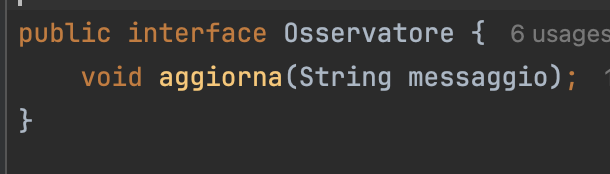 public interface Osservatore { 6 usages
void aggiorna(String messaggio);
}